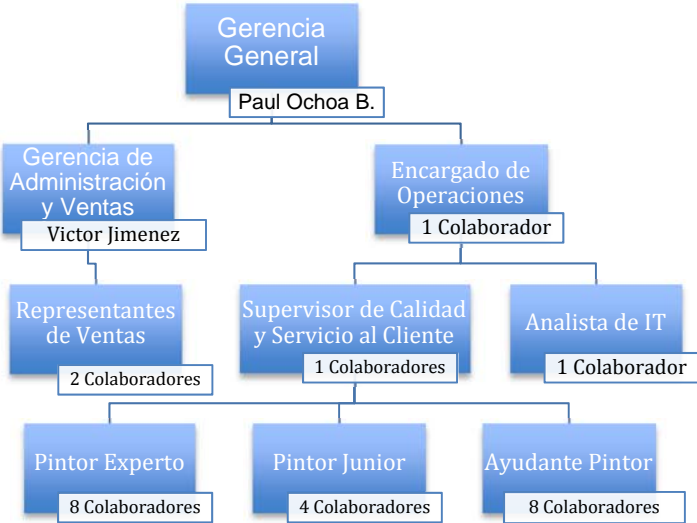 Gerencia
General
Paul Ochoa B.
Gerencia de
Administración
y Ventas
Victor Jimenez
Encargado de
Operaciones
1 Colaborador
Representantes
de Ventas
2 Colaboradores
Supervisor de Calidad
y Servicio al Cliente
1 Colaboradores
Analista de IT
1 Colaborador
Pintor Experto
8 Colaboradores
Pintor Junior
4 Colaboradores
Ayudante Pintor
8 Colaboradores